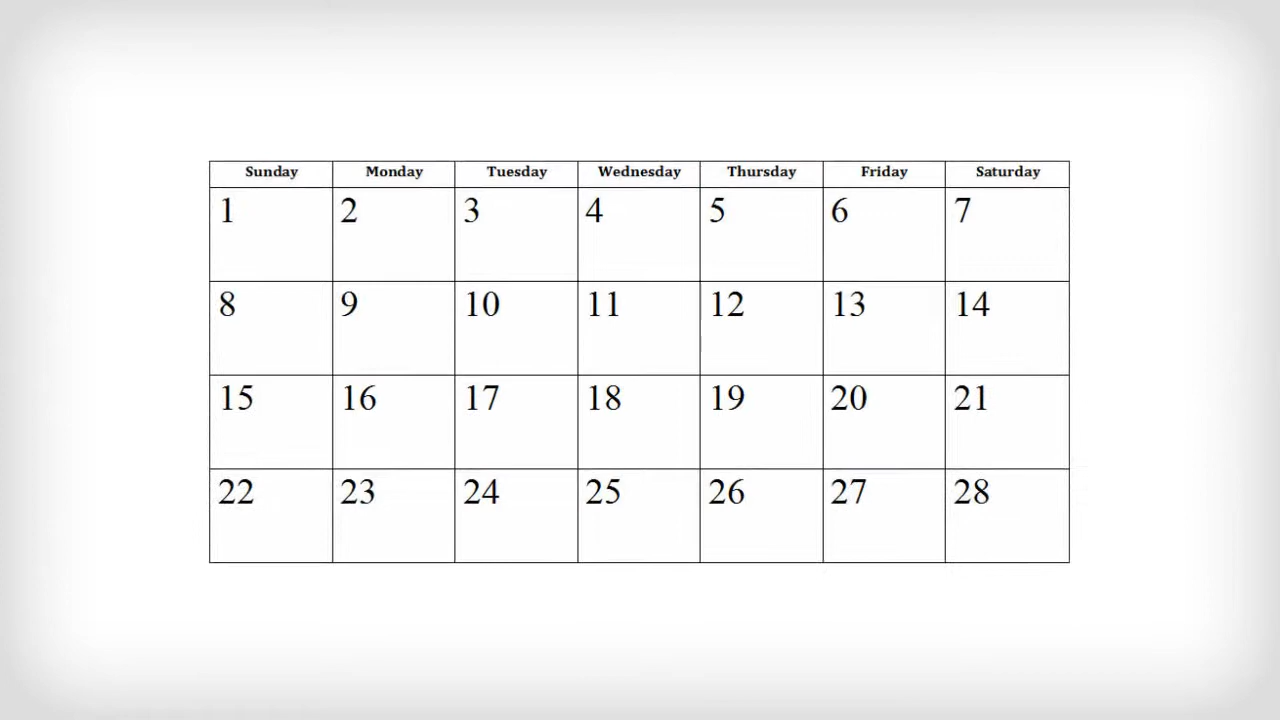 Sunday Monday Tuesday Wednesday Thursday Friday Saturday
1 2 3 4 5 6 7
8 9 10 11 12 13 14
15 16 17 18 19 20 21
22 23 24 25 26 27 28